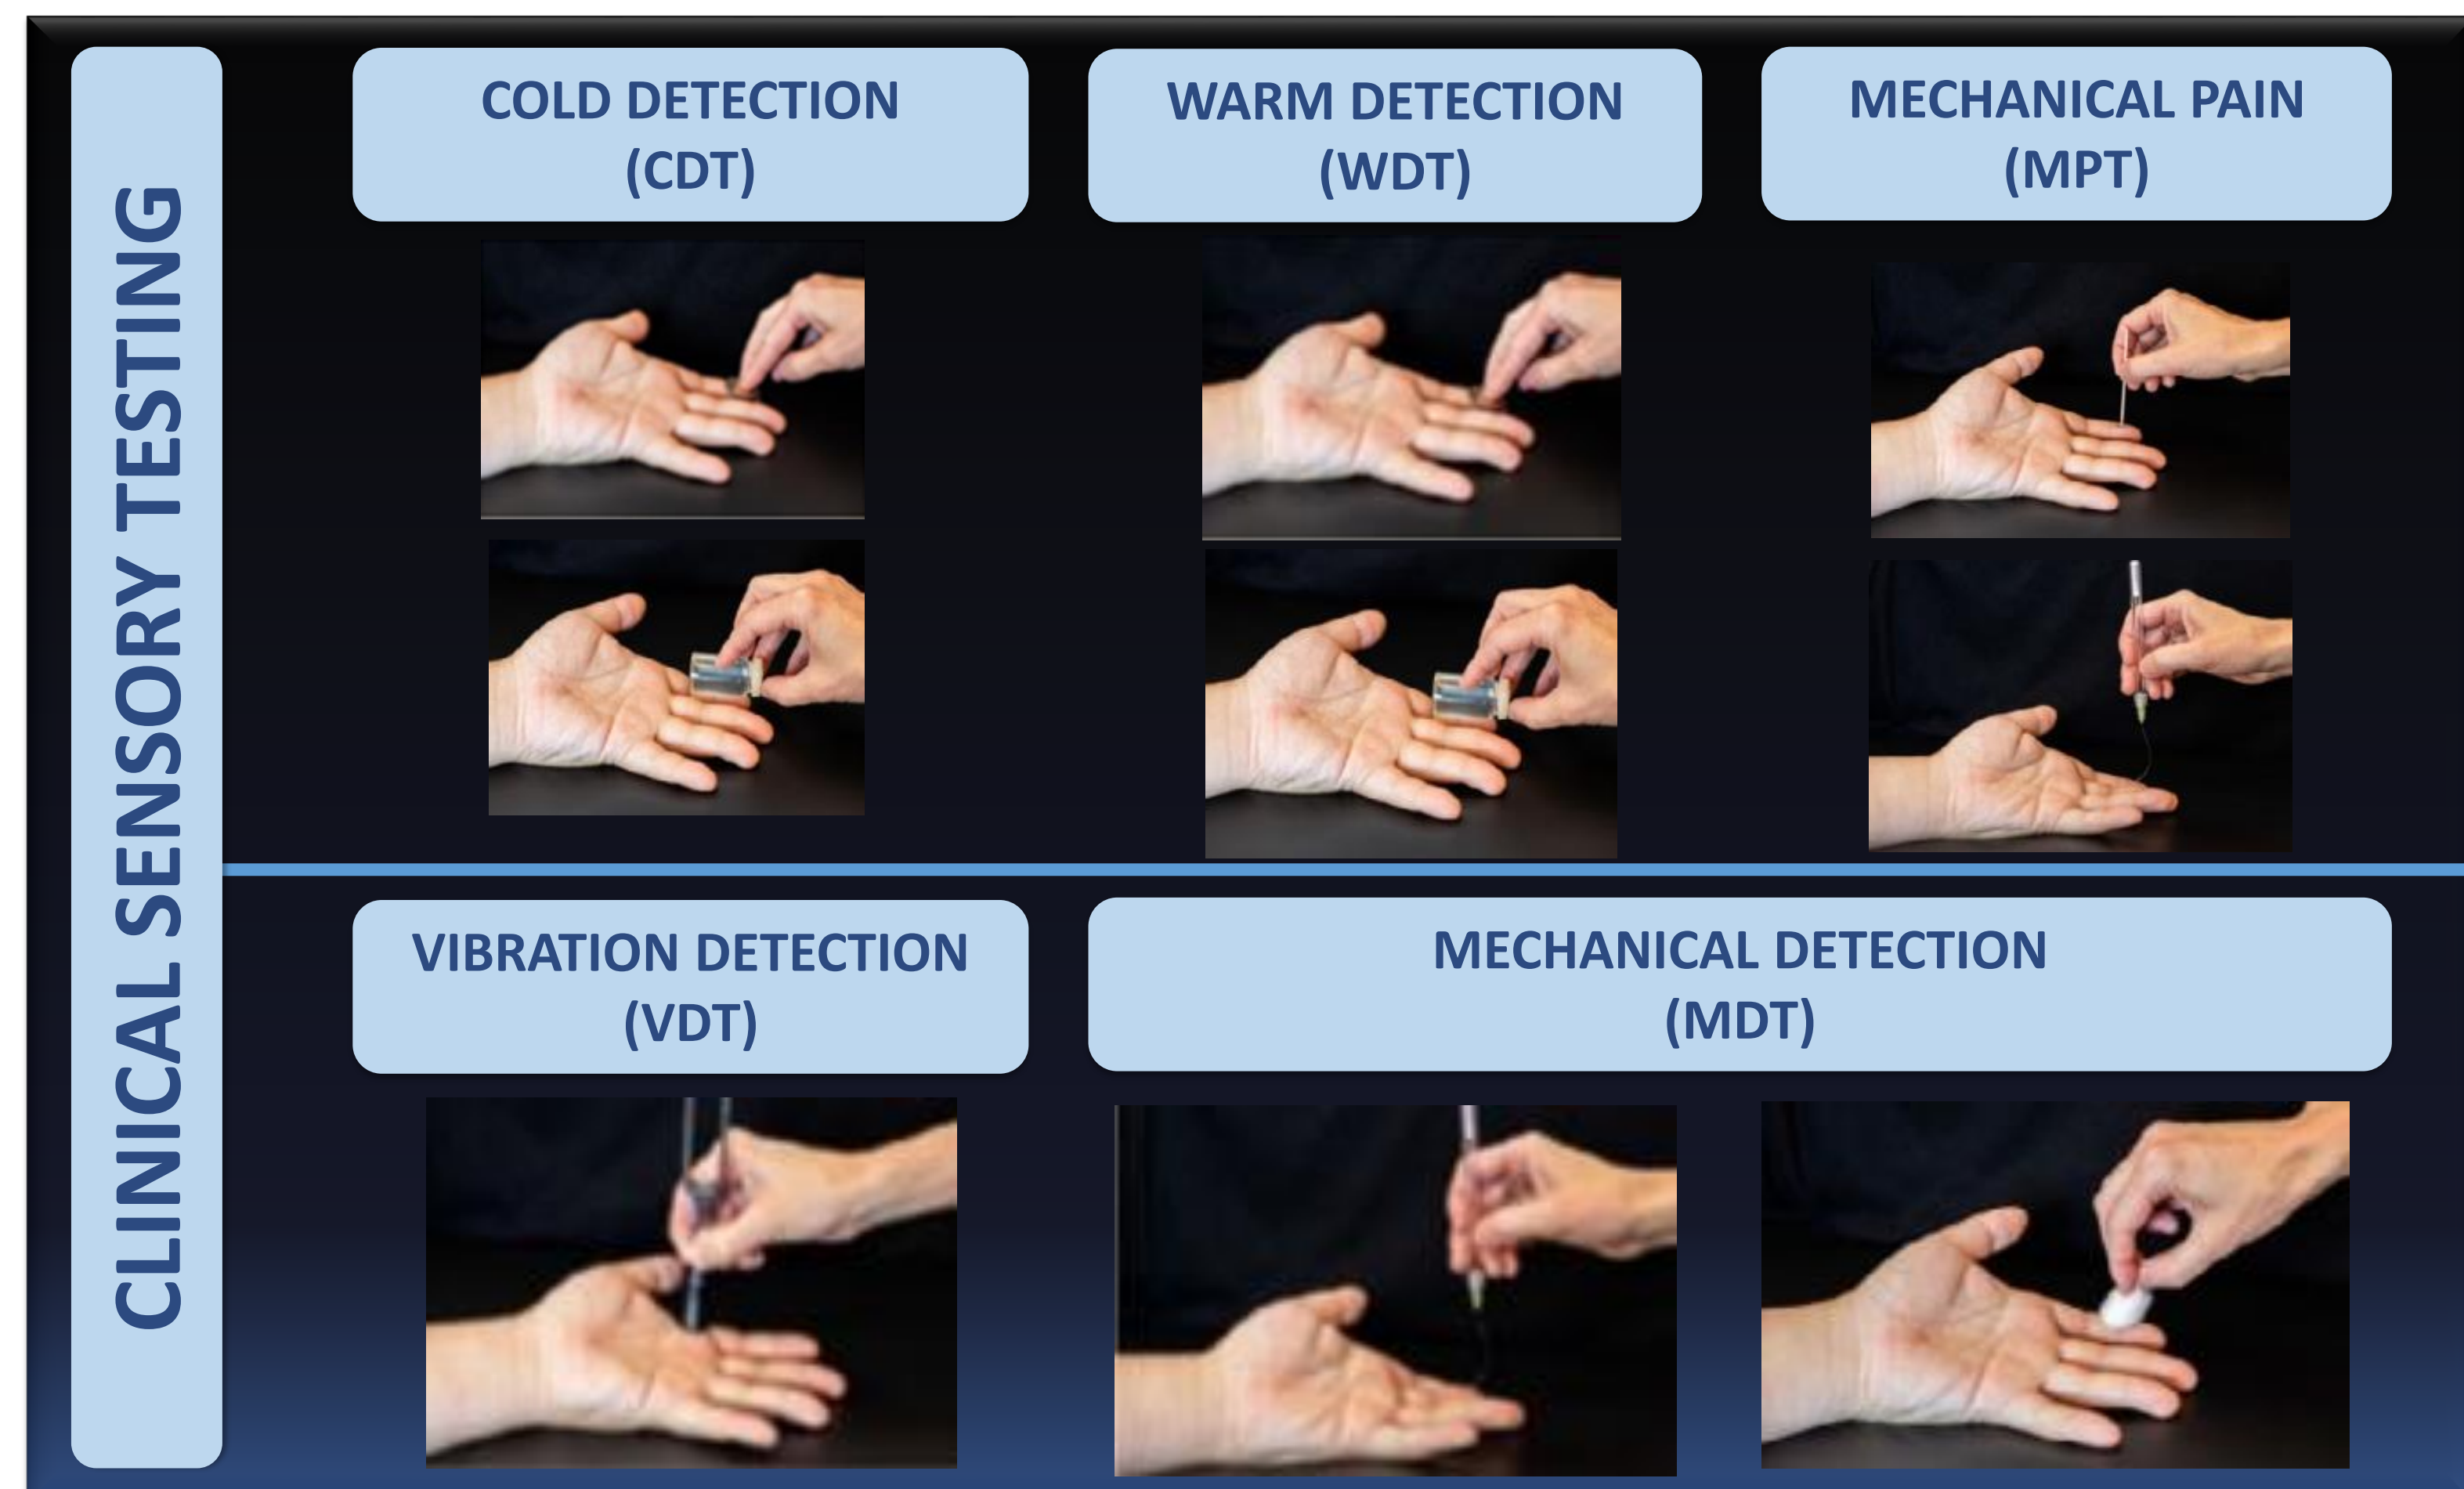 CLINICAL SENSORY TESTING
COLD DETECTION
(CDT)
WARM DETECTION
(WDT)
MECHANICAL PAIN
(MPT)
VIBRATION DETECTION
(VDT)
MECHANICAL DETECTION
(MDT)